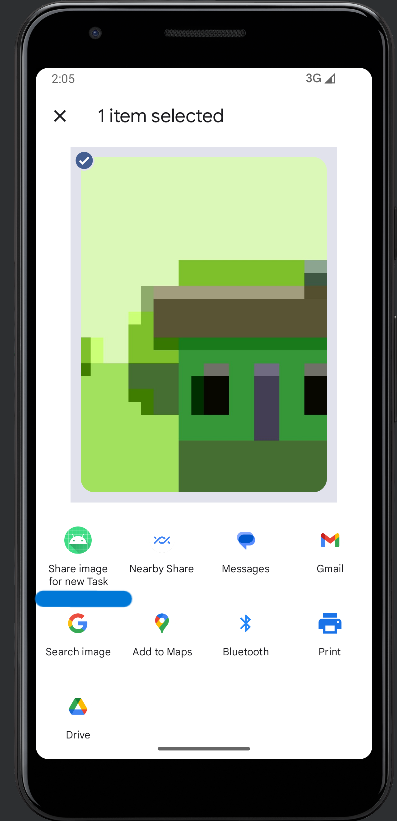 2:05
3G
1 item selected
Share image
for new Task
Nearby Share
Messages
Gmail
Search image
Add to Maps
Bluetooth
Print
Drive